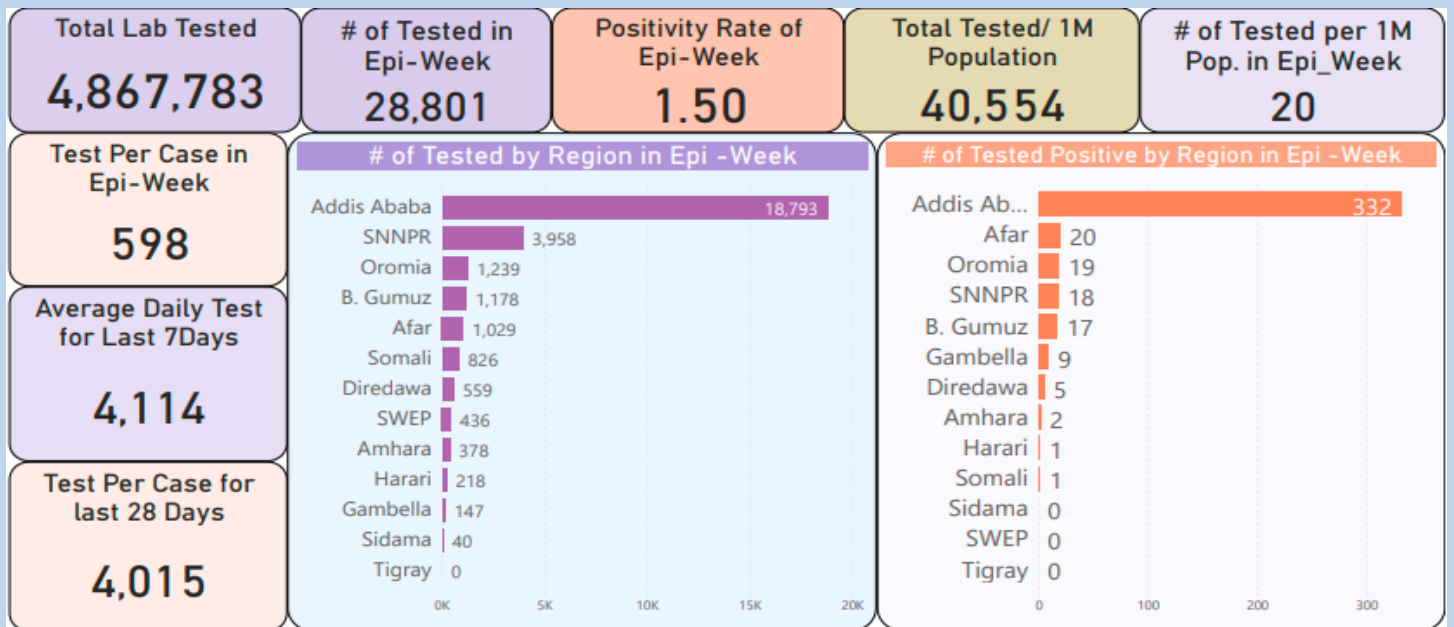 Total Lab Tested
4,867,783
# of Tested in
Epi-Week
28,801
Positivity Rate of
Epi-Week
1.50
Total Tested/ 1M
Population
40,554
# of Tested per 1M
Pop. in Epi_Week
20
Test Per Case in
Epi-Week
598
Average Daily Test
for Last 7Days
4,114
Test Per Case for
last 28 Days
4,015
# of Tested by Region in Epi -Week
Addis Ababa 18,793
SNNPR 3,958
Oromia 1,239
B. Gumuz 1,178
Afar 1,029
Somali 826
Diredawa 559
SWEP 436
Amhara 378
Harari 218
Gambella 147
Sidama 40
Tigray 0
0K 5K 10K 15K 20K
# of Tested Positive by Region in Epi -Week
Addis Ab... 332
Afar 20
Oromia 19
SNNPR 18
B. Gumuz 17
Gambella 9
Diredawa 5
Amhara 2
Harari 1
Somali 1
Sidama 0
SWEP 0
Tigray 0
0 100 200 300